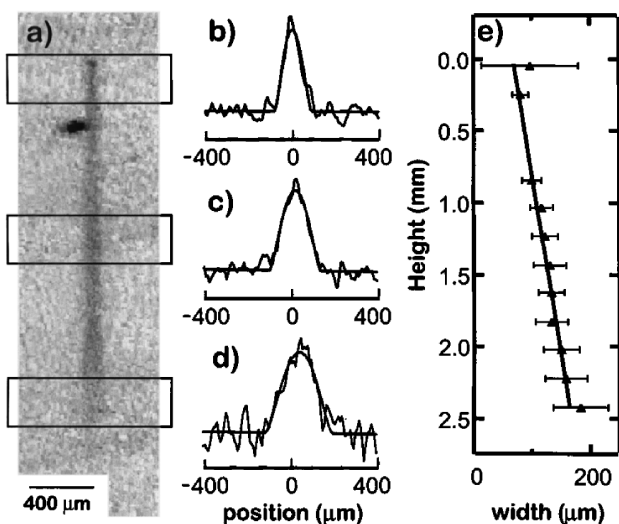 a)
400 μm
b)
-400 0 400
c)
-400 0 400
d)
-400 0 400
position (μm)
e)
Height (mm)
0.0
0.5
1.0
1.5
2.0
2.5
0 200
width (μm)